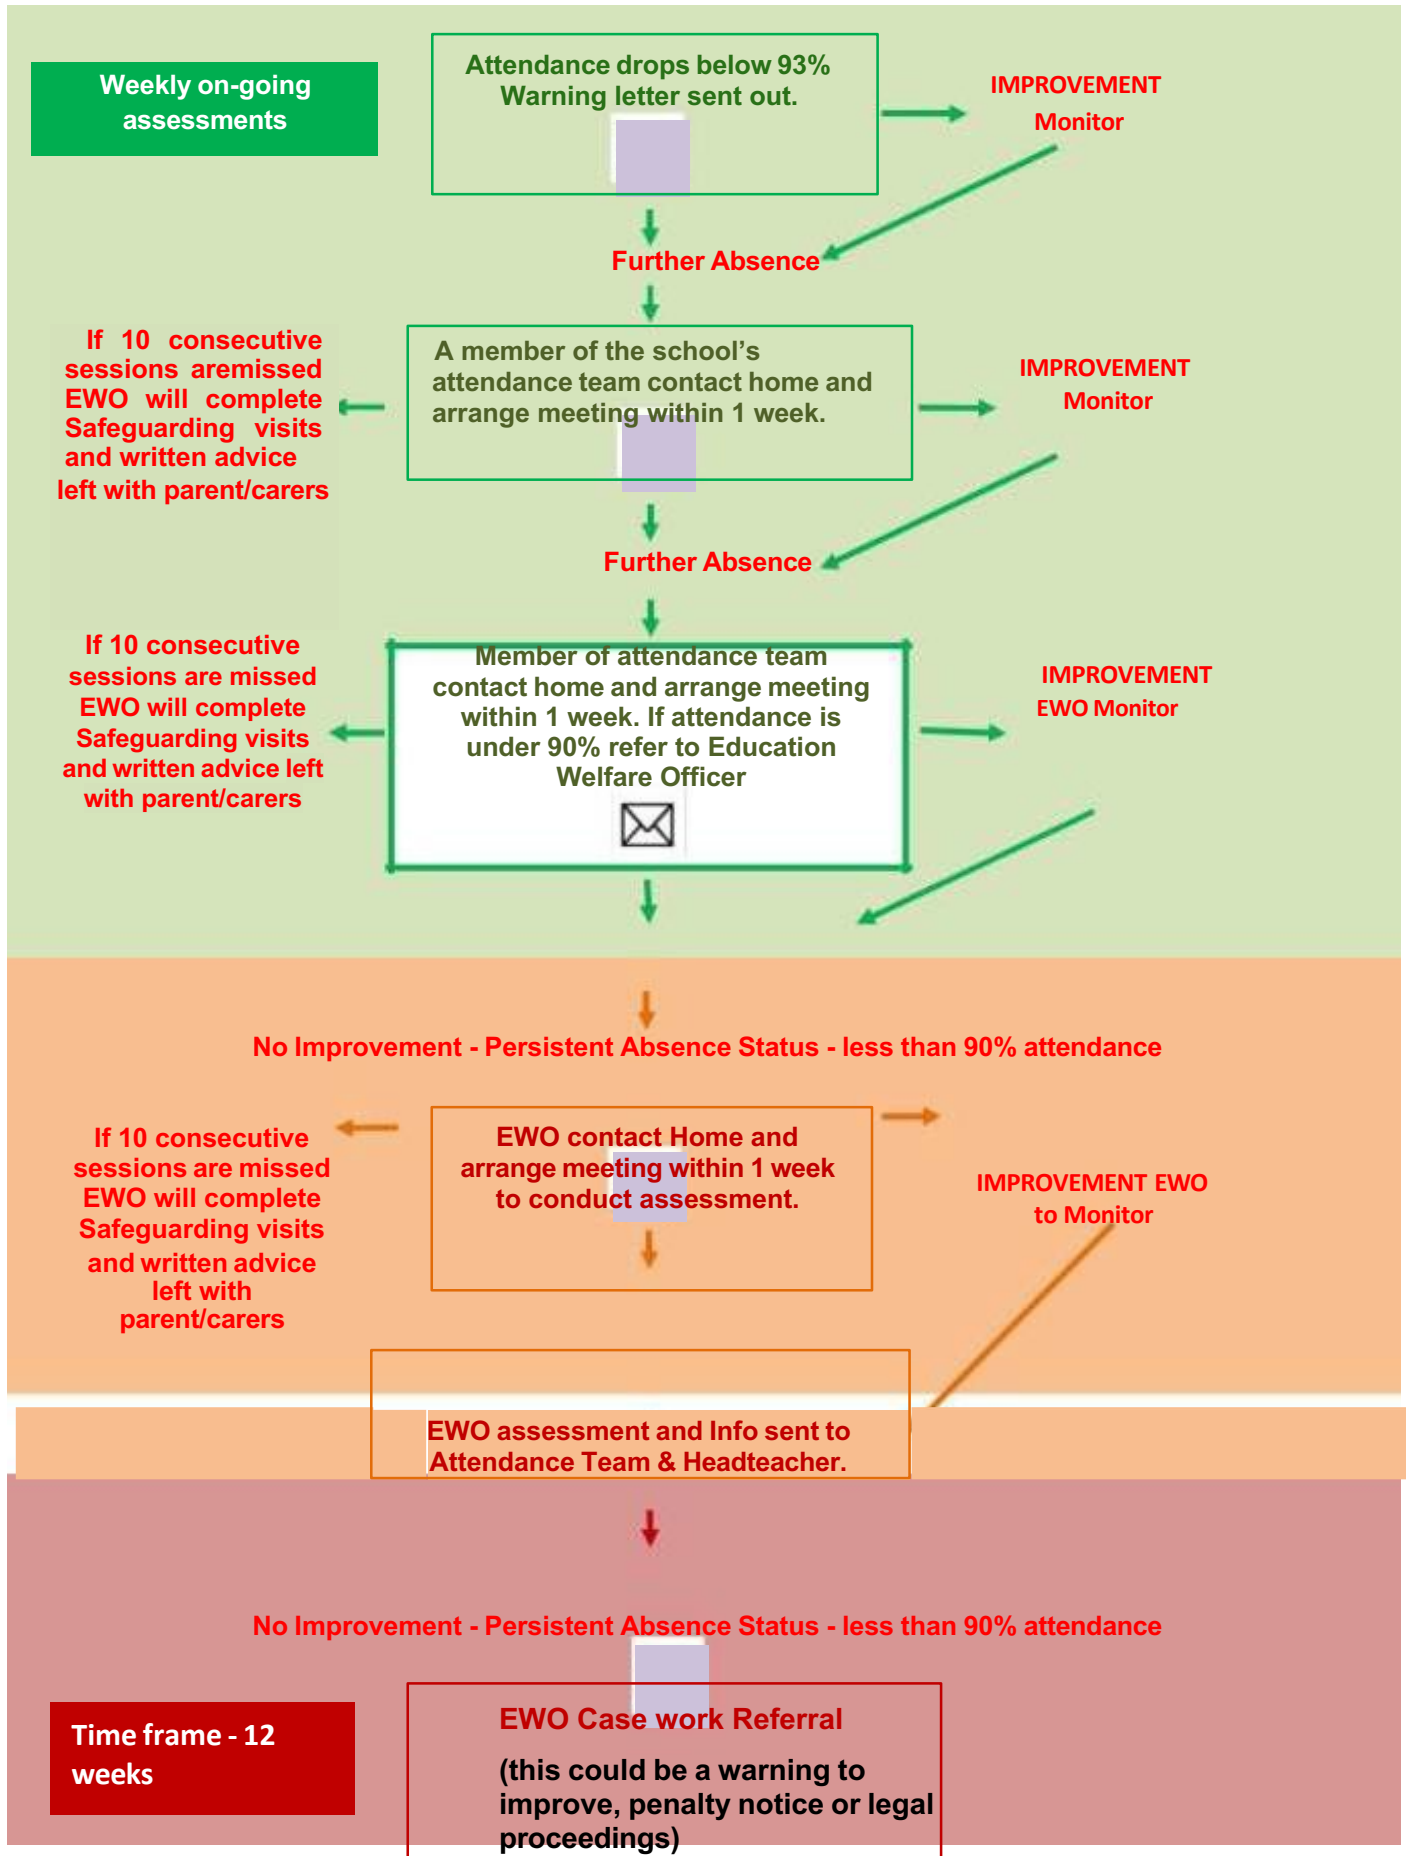 Weekly on-going
assessments
Attendance drops below 93%
Warning letter sent out.
IMPROVEMENT
Monitor
Further Absence
If 10 consecutive
sessions aremissed
EWO will complete
Safeguarding visits
and written advice
left with parent/carers
A member of the school's
attendance team contact home and
arrange meeting within 1 week.
IMPROVEMENT
Monitor
Further Absence
If 10 consecutive
sessions are missed
EWO will complete
Safeguarding visits
and written advice left
with parent/carers
Member of attendance team
contact home and arrange meeting
within 1 week. If attendance is
under 90% refer to Education
Welfare Officer
IMPROVEMENT
EWO Monitor
No Improvement - Persistent Absence Status - less than 90% attendance
If 10 consecutive
sessions are missed
EWO will complete
Safeguarding visits
and written advice
left with
parent/carers
EWO contact Home and
arrange meeting within 1 week
to conduct assessment.
IMPROVEMENT EWO
to Monitor
EWO assessment and Info sent to
Attendance Team & Headteacher.
No Improvement - Persistent Absence Status - less than 90% attendance
Time frame - 12
weeks
EWO Case work Referral
(this could be a warning to
improve, penalty notice or legal
proceedings)